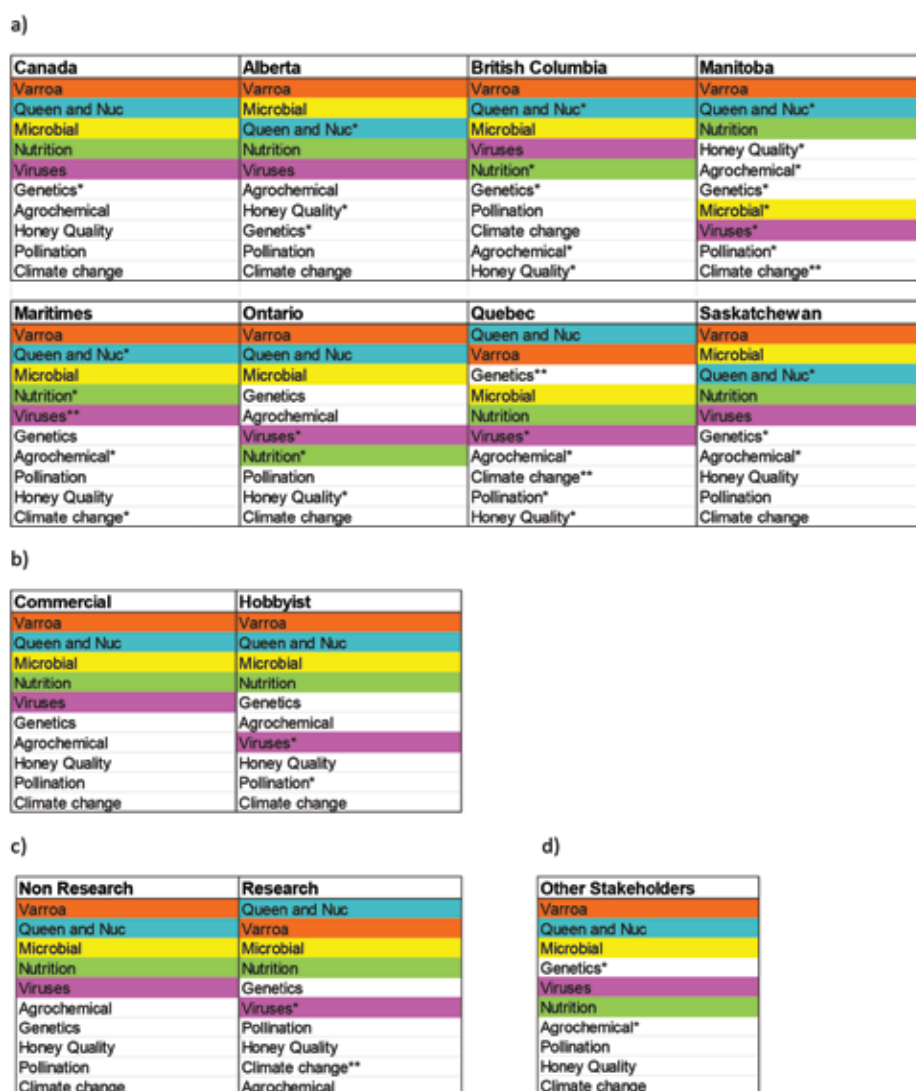 a)
Canada Alberta British Columbia Manitoba
Varroa Varroa Varroa Varroa
Queen and Nuc Microbial Queen and Nuc* Queen and Nuc*
Microbial Queen and Nuc* Microbial Nutrition
Nutrition Nutrition Viruses Honey Quality*
Viruses Viruses Nutrition* Agrochemical*
Genetics* Agrochemical Genetics* Genetics*
Agrochemical Honey Quality* Pollination Microbial*
Honey Quality Genetics* Climate change Viruses*
Pollination Pollination Agrochemical* Pollination*
Climate change Climate change Honey Quality* Climate change**
Maritimes Ontario Quebec Saskatchewan
Varroa Varroa Queen and Nuc Varroa
Queen and Nuc* Queen and Nuc Varroa Microbial
Microbial Microbial Genetics** Queen and Nuc*
Nutrition* Genetics Microbial Nutrition
Viruses** Agrochemical Nutrition Viruses
Genetics Viruses* Viruses* Genetics*
Agrochemical* Nutrition* Agrochemical* Agrochemical*
Pollination Pollination Climate change** Honey Quality
Honey Quality Honey Quality* Pollination* Pollination
Climate change* Climate change Honey Quality* Climate change
b)
Commercial Hobbyist
Varroa Varroa
Queen and Nuc Queen and Nuc
Microbial Microbial
Nutrition Nutrition
Viruses Genetics
Genetics Agrochemical
Agrochemical Viruses*
Honey Quality Honey Quality
Pollination Pollination*
Climate change Climate change
c) d)
Non Research Research Other Stakeholders
Varroa Queen and Nuc Varroa
Queen and Nuc Varroa Queen and Nuc
Microbial Microbial Microbial
Nutrition Nutrition Genetics*
Viruses Genetics Viruses
Agrochemical Viruses* Nutrition
Genetics Pollination Agrochemical*
Honey Quality Honey Quality Pollination
Pollination Climate change** Honey Quality
Climate change Agrochemical Climate change